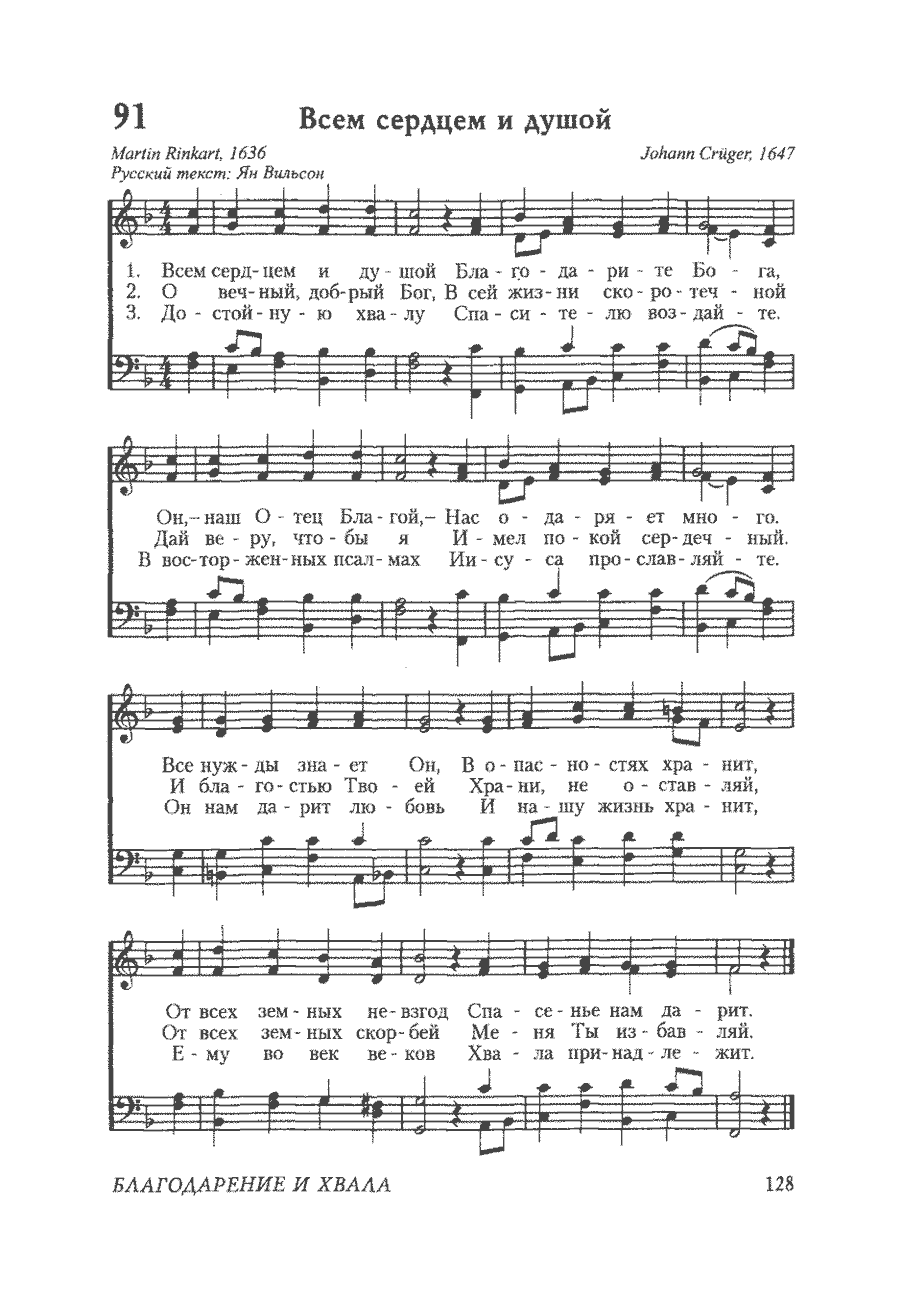 91 Всем сердцем и душой
Martin Rinkart, 1636 Johann Crüger, 1647
Русский текст: Ян Вильсон
1. Всем серд- цем и ду - шой Бла - го - да - ри - те Бо - га,
2. О веч- ный, доб- рый Бог, В сей жиз- ни ско - ро - теч - ной
3. До - стой - ну - ю хва - лу Спа - си - те - лю воз - дай - те.
Он,– наш О - тец Бла - гой,– Нас о - да - ря - ет мно - го.
Дай ве - ру, что - бы я И - мел по - кой сер- деч - ный.
В вос- тор - жен- ных псал- мах Ии - су - са про - слав - ляй - те.
Все нуж - ды зна - ет Он, В о - пас - но - стях хра - нит,
И бла - го - стью Тво - ей Хра- ни, не о - став - ляй,
Он нам да - рит лю - бовь И на - шу жизнь хра - нит,
От всех зем - ных не- взгод Спа - се - нье нам да - рит.
От всех зем- ных скор- бей Ме - ня Ты из - бав - ляй.
Е - му во век ве - ков Хва - ла при- над - ле - жит.
БЛАГОДАРЕНИЕ И ХВАЛА 128